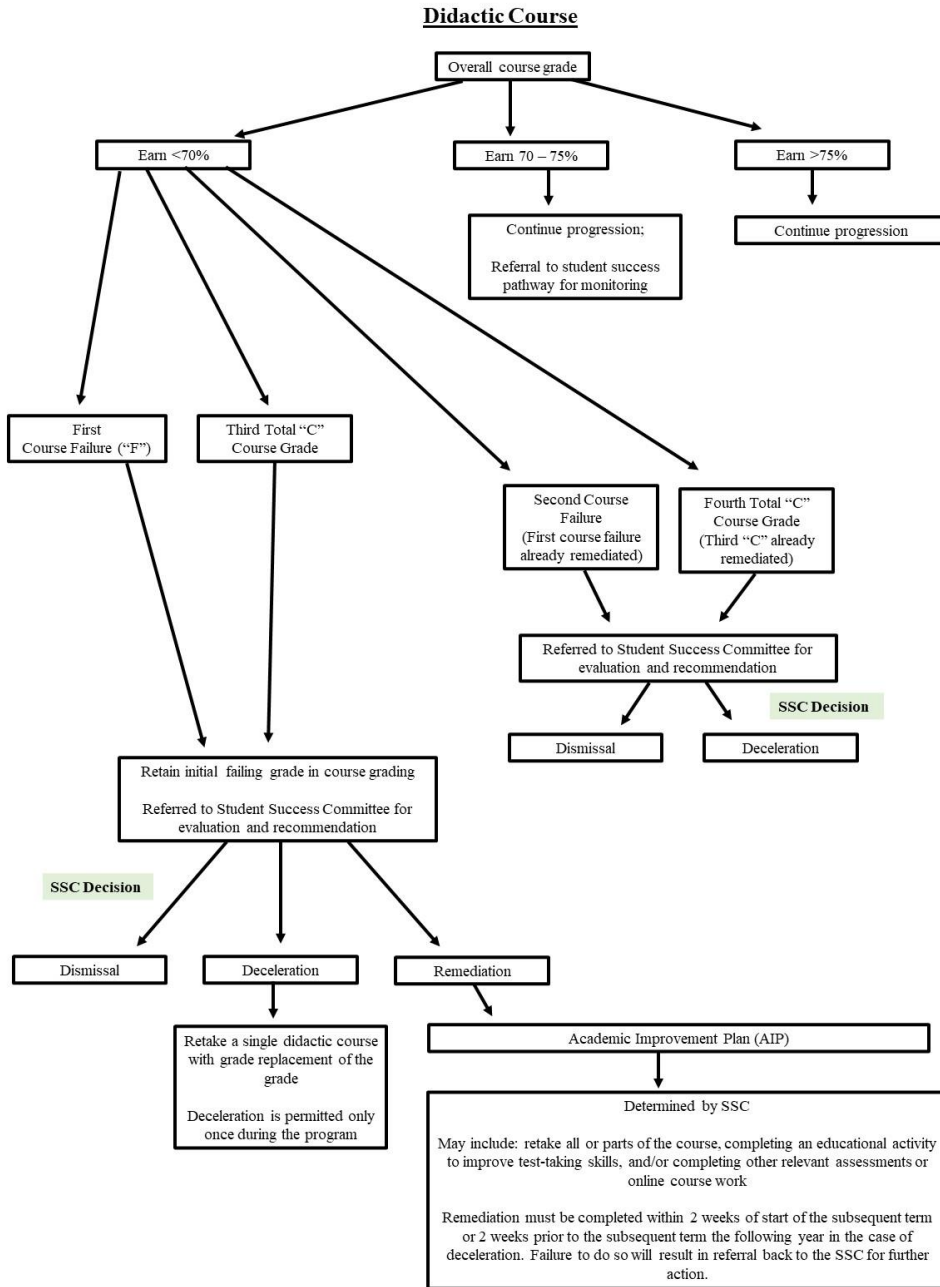 Didactic Course
Overall course grade
Earn <70%
Earn 70 – 75%
Earn >75%
Continue progression;
Referral to student success
pathway for monitoring
Continue progression
First
Course Failure (“F”)
Third Total “C”
Course Grade
Second Course
Failure
(First course failure
already remediated)
Fourth Total “C”
Course Grade
(Third “C” already
remediated)
Referred to Student Success Committee for
evaluation and recommendation
SSC Decision
Dismissal
Deceleration
Retain initial failing grade in course grading
Referred to Student Success Committee for
evaluation and recommendation
SSC Decision
Dismissal
Deceleration
Remediation
Retake a single didactic course
with grade replacement of the
grade
Deceleration is permitted only
once during the program
Academic Improvement Plan (AIP)
Determined by SSC
May include: retake all or parts of the course, completing an educational activity
to improve test-taking skills, and/or completing other relevant assessments or
online course work
Remediation must be completed within 2 weeks of start of the subsequent term
or 2 weeks prior to the subsequent term the following year in the case of
deceleration. Failure to do so will result in referral back to the SSC for further
action.